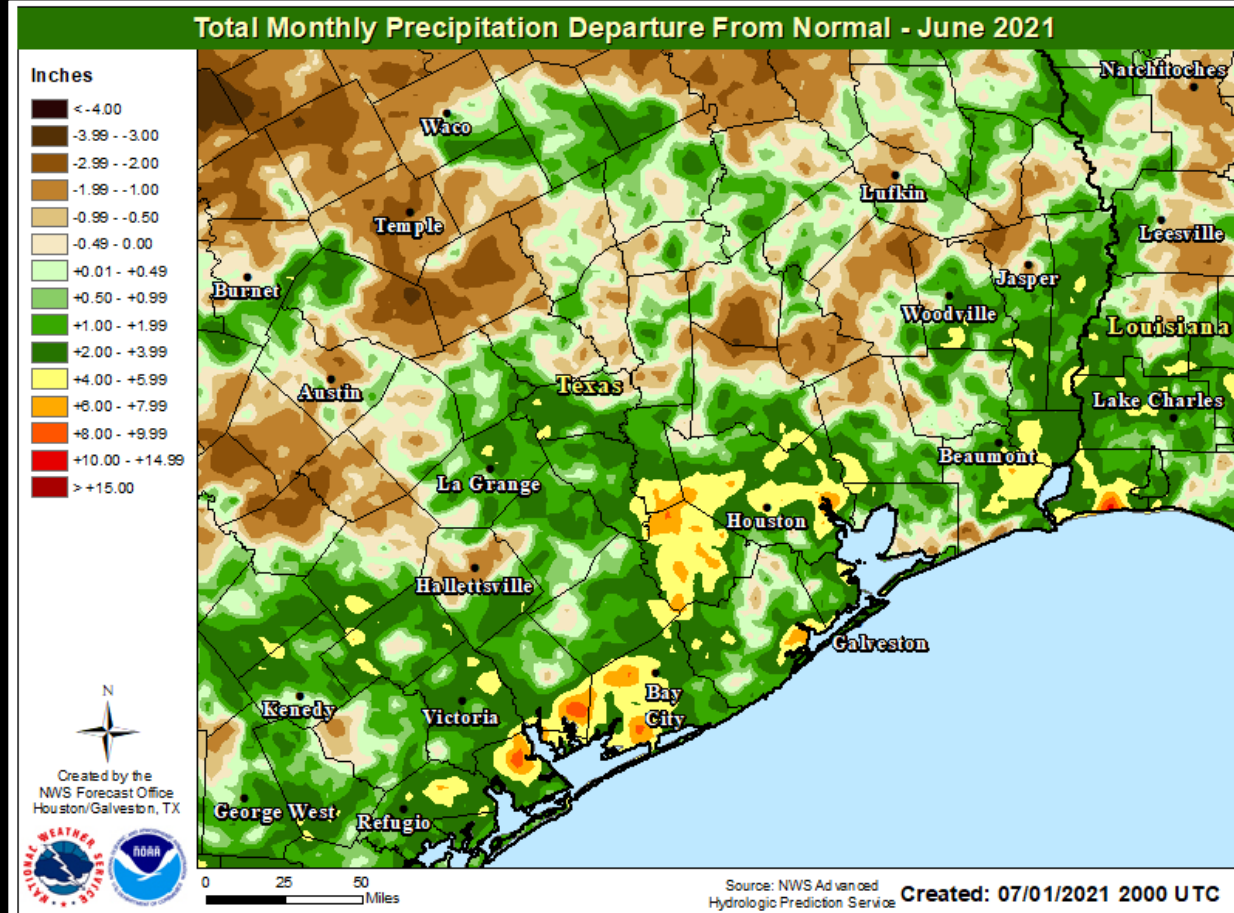 Total Monthly Precipitation Departure From Normal - June 2021
Inches
< -4.00
-3.99 - -3.00
-2.99 - -2.00
-1.99 - -1.00
-0.99 - -0.50
-0.49 - 0.00
+0.01 - +0.49
+0.50 - +0.99
+1.00 - +1.99
+2.00 - +3.99
+4.00 - +5.99
+6.00 - +7.99
+8.00 - +9.99
+10.00 - +14.99
> +15.00
Natchitoches
Waco
Lufkin
Temple
Leesville
Burnet
Jasper
Woodville
Louisiana
Austin
Texas
Lake Charles
Beaumont
La Grange
Houston
Hallettsville
Galveston
Kenedy
Victoria
Bay
City
George West
Refugio
N
Created by the
NWS Forecast Office
Houston/Galveston, TX
NATIONAL WEATHER SERVICE
NOAA
0 25 50
Miles
Source: NWS Advanced
Hydrologic Prediction Service
Created: 07/01/2021 2000 UTC